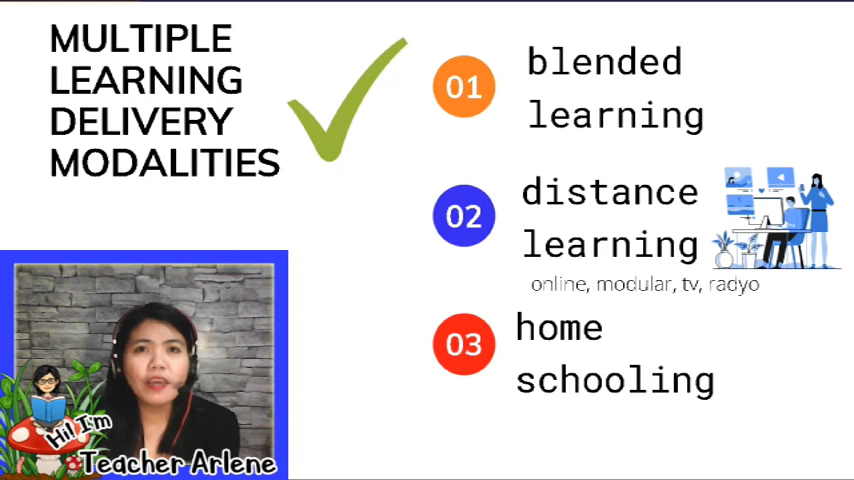 MULTIPLE
LEARNING
DELIVERY
MODALITIES
01
blended
learning
02
distance
learning
online, modular, tv, radyo
03
home
schooling
Hi! I'm
Teacher Arlene